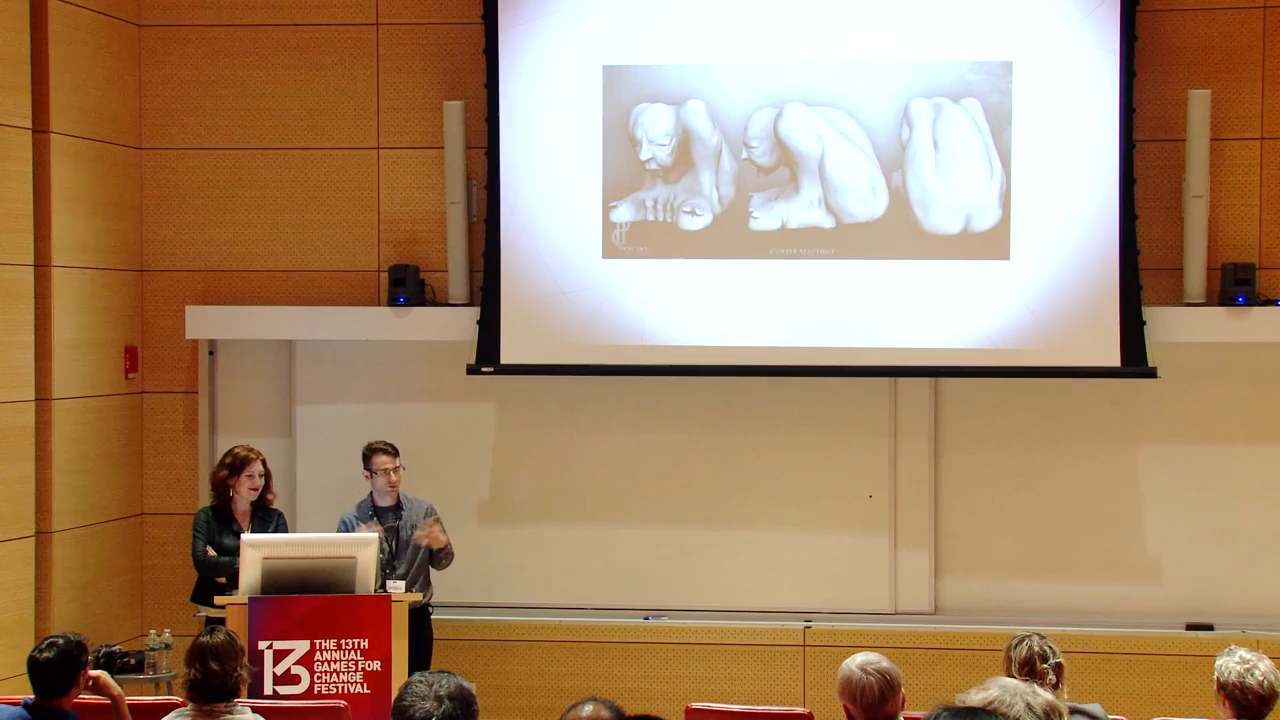 13
THE 13TH
ANNUAL
GAMES FOR
CHANGE
FESTIVAL